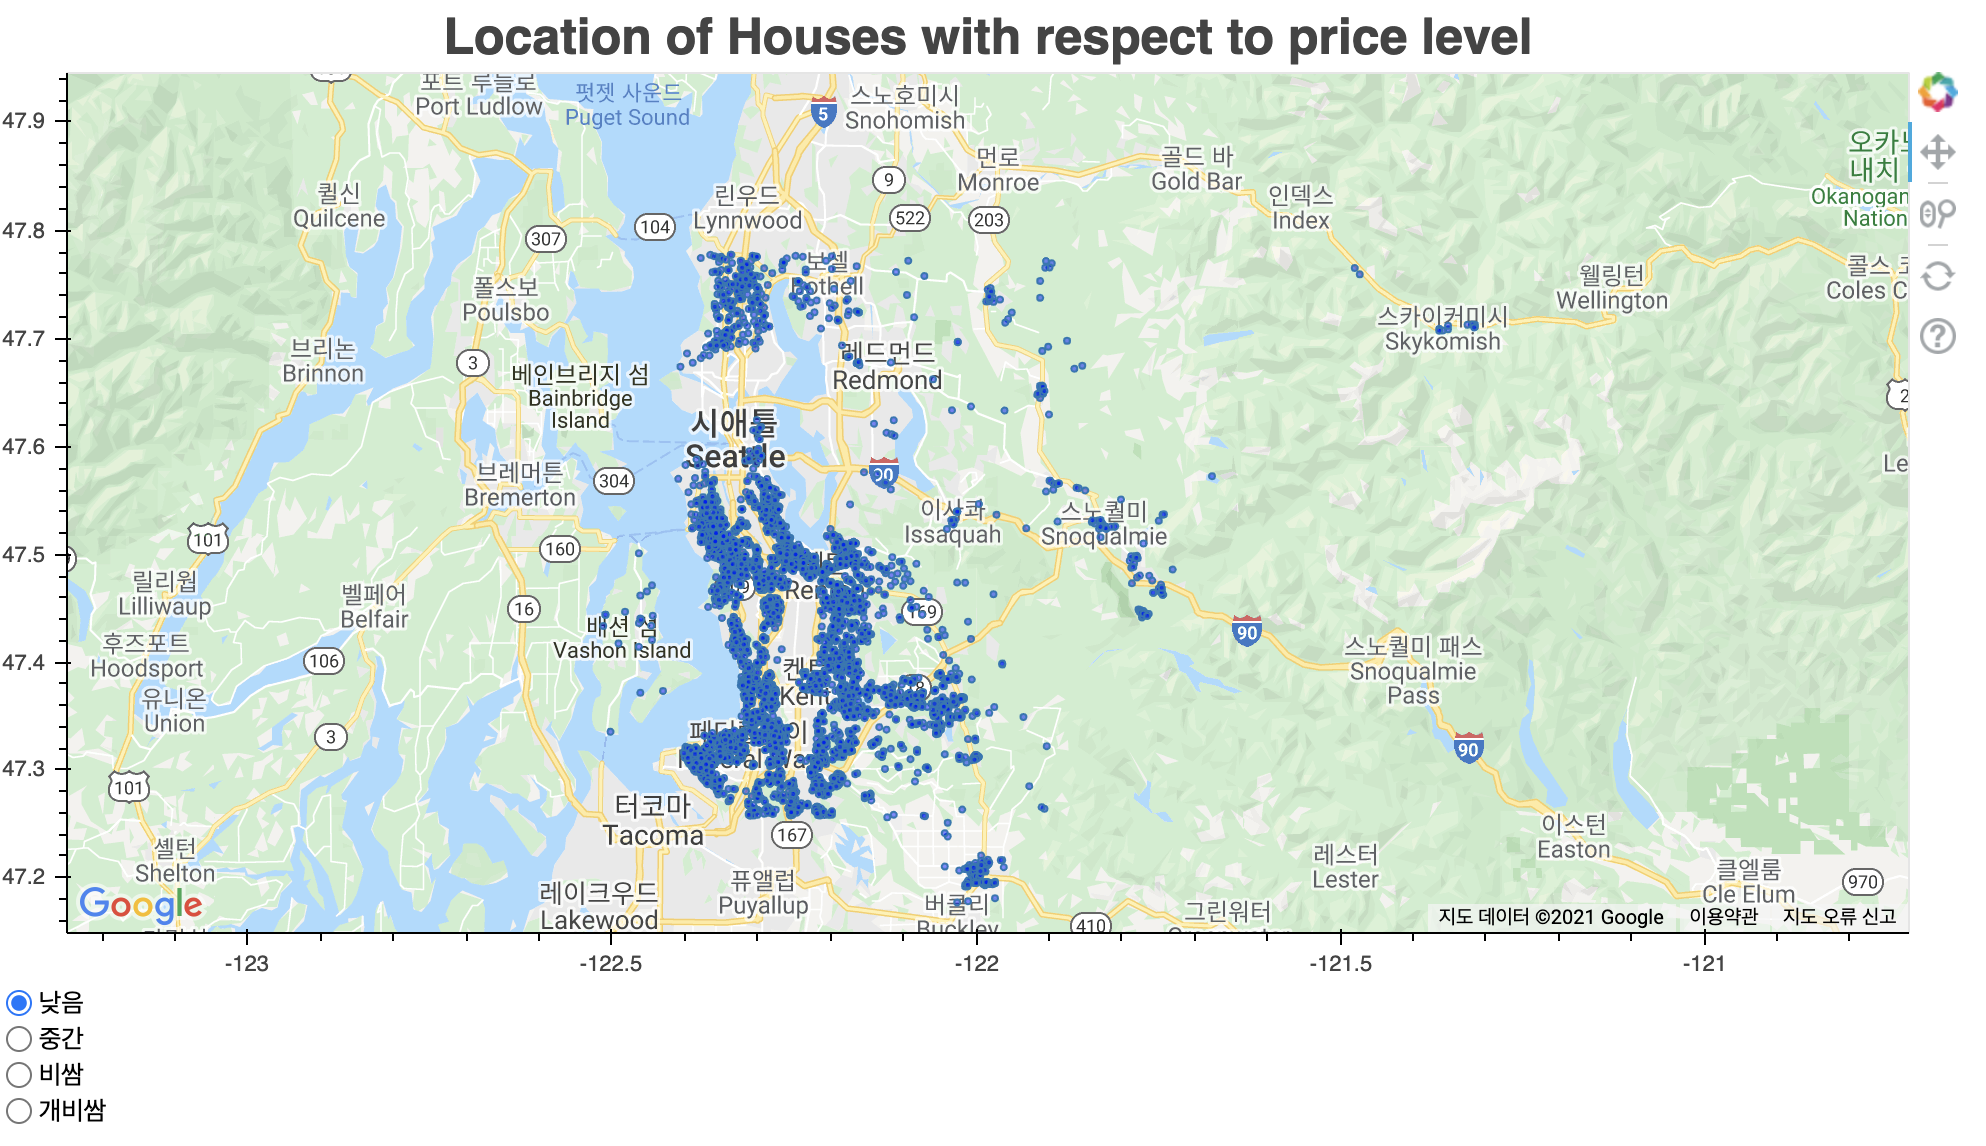 Location of Houses with respect to price level
포트 루들로
Port Ludlow
퍼젯 사운드
Puget Sound
5
스노호미시
Snohomish
47.9
먼로
Monroe
골드 바
Gold Bar
9
퀼신
Quilcene
린우드
Lynnwood
인덱스
Index
내치
Okanogan
Nation
522
203
104
307
47.8
보셀
Bothell
웰링턴
Wellington
콜스
Coles C
폴스보
Poulsbo
스카이커미시
Skykomish
47.7
브리논
Brinnon
3
레드먼드
Redmond
베인브리지 섬
Bainbridge
Island
2
시애틀
Seattle
47.6
90
Le
브레머튼
Bremerton
304
이사콰
Issaquah
스노퀄미
Snoqualmie
101
160
47.5
릴리웝
Lilliwaup
벨페어
Belfair
16
169
배션 섬
Vashon Island
90
후즈포트
Hoodsport
106
47.4
켄트
Kent
스노퀄미 패스
Snoqualmie
Pass
유니온
Union
3
90
Federal Way
47.3
101
터코마
Tacoma
167
이스턴
Easton
셸턴
Shelton
레스터
Lester
47.2
클엘룸
Cle Elum
970
레이크우드
Lakewood
퓨앨럽
Puyallup
버클리
Buckley
그린워터
410
Google
지도 데이터 ©2021 Google
이용약관
지도 오류 신고
-123
-122.5
-122
-121.5
-121
낮음
중간
비쌈
개비쌈